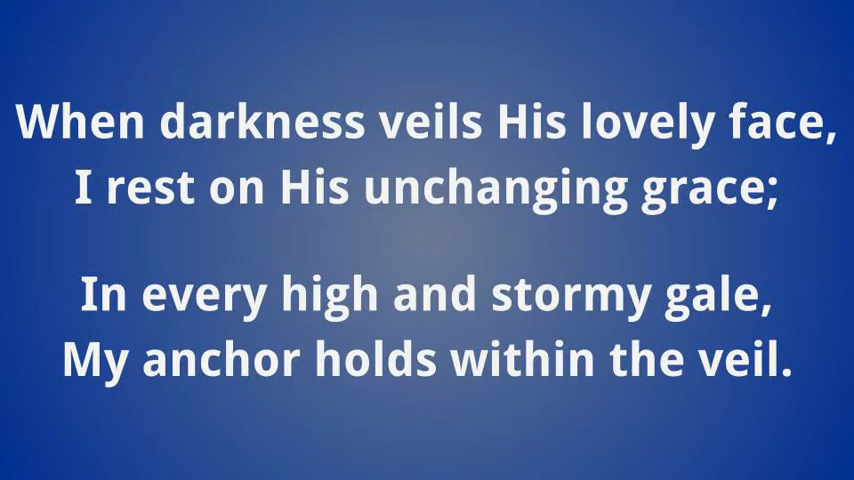 When darkness veils His lovely face,
I rest on His unchanging grace;
In every high and stormy gale,
My anchor holds within the veil.